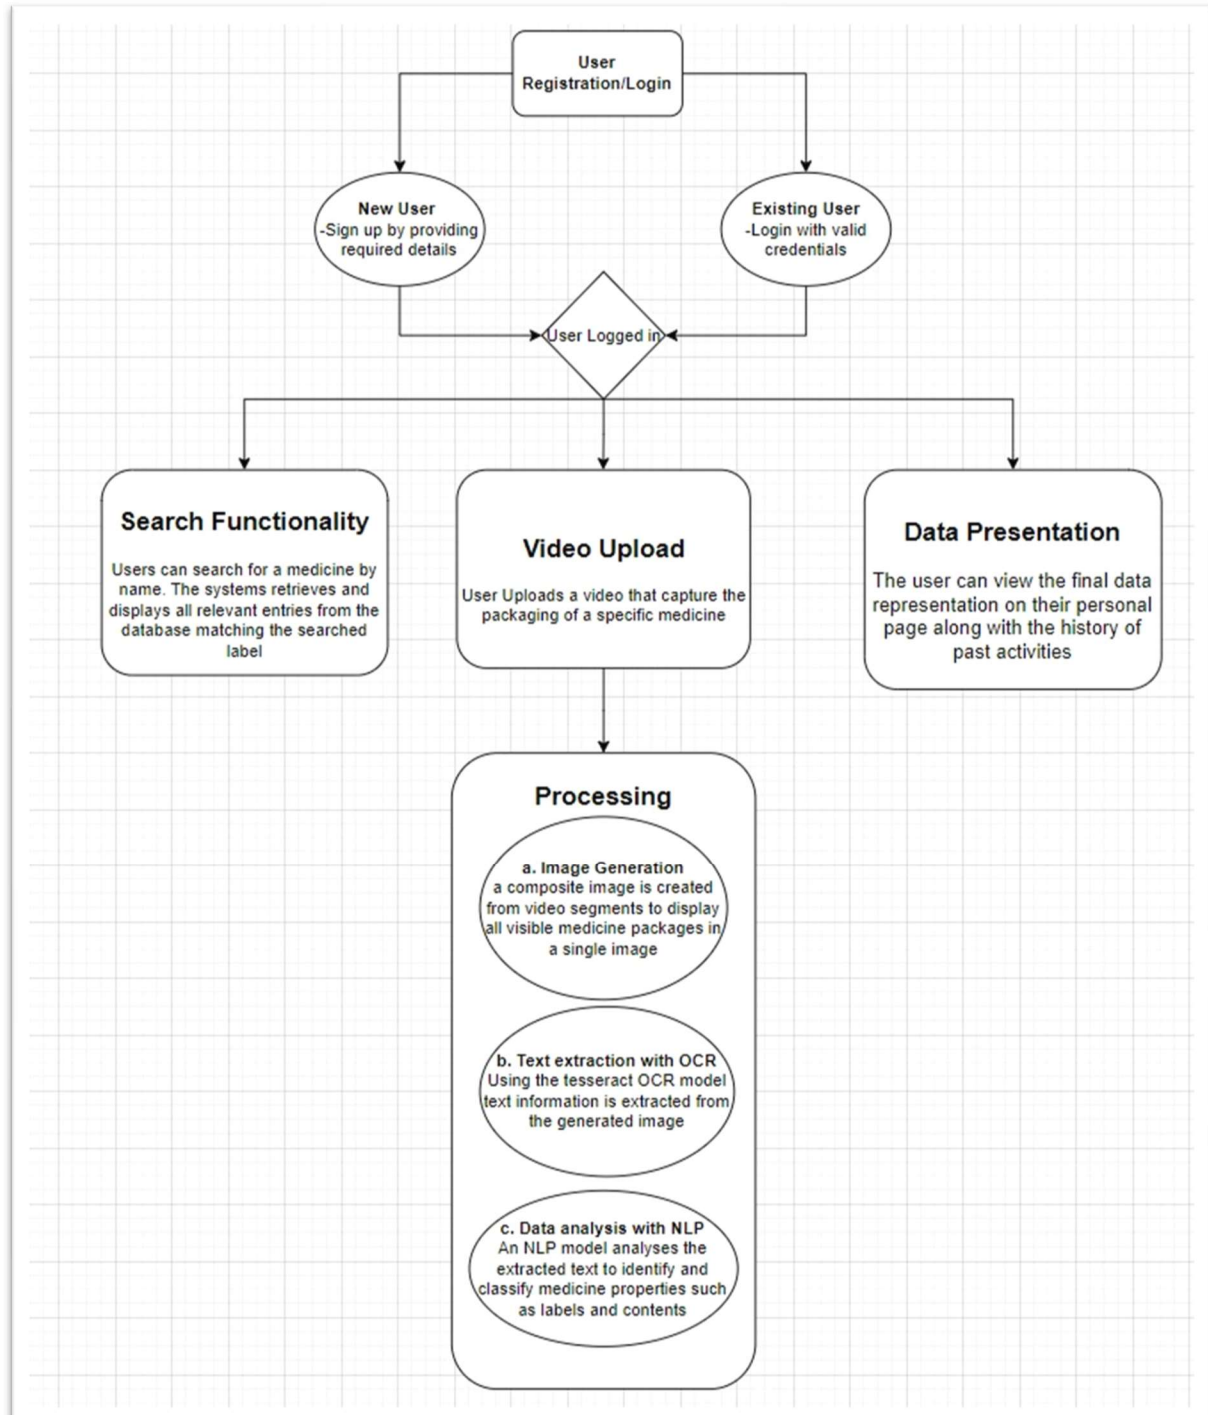 User
Registration/Login
New User
-Sign up by providing
required details
Existing User
-Login with valid
credentials
User Logged in
Search Functionality
Users can search for a medicine by
name. The systems retrieves and
displays all relevant entries from the
database matching the searched
label
Video Upload
User Uploads a video that capture the
packaging of a specific medicine
Data Presentation
The user can view the final data
representation on their personal
page along with the history of
past activities
Processing
a. Image Generation
a composite image is created
from video segments to display
all visible medicine packages in
a single image
b. Text extraction with OCR
Using the tesseract OCR model
text information is extracted from
the generated image
c. Data analysis with NLP
An NLP model analyses the
extracted text to identify and
classify medicine properties such
as labels and contents